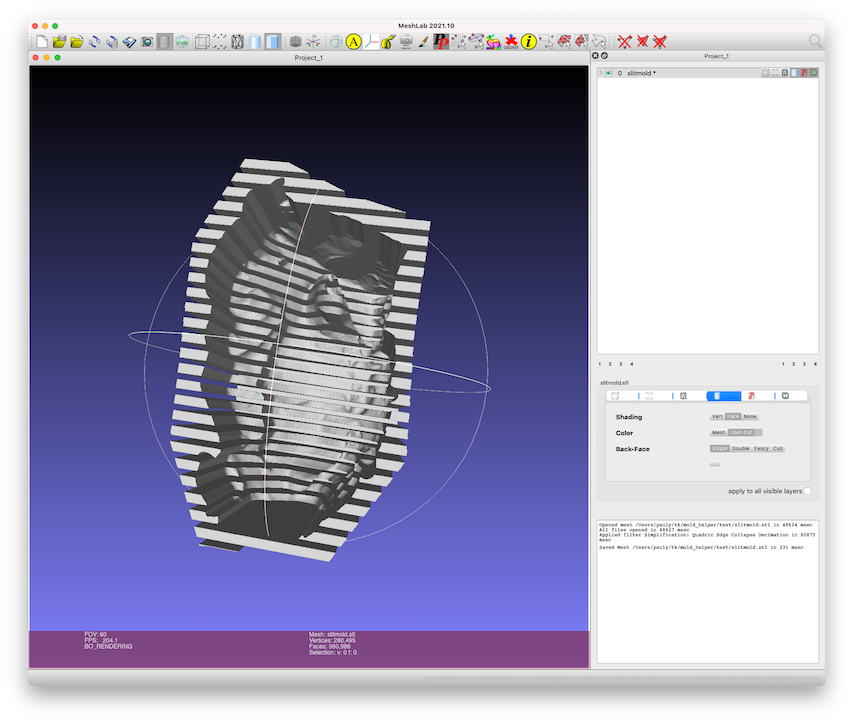 MeshLab 2021.10
Project_1
Project_1
0 slitmold *
1 2 3 4
1 2 3 4
slitmold.stl
Shading Vert Face None
Color Mesh User-Def
Back-Face Single Double Fancy Cull
apply to all visible layers
Opened mesh /Users/pauly/tk/mold_helper/test/slitmold.stl in 48624 msec
All files opened in 48627 msec
Applied filter Simplification: Quadric Edge Collapse Decimation in 80875
msec
Saved Mesh /Users/pauly/tk/mold_helper/test/slitmold.stl in 231 msec
FOV: 60
FPS: 204.1
BO_RENDERING
Mesh: slitmold.stl
Vertices: 280,495
Faces: 560,986
Selection: v: 0 f: 0